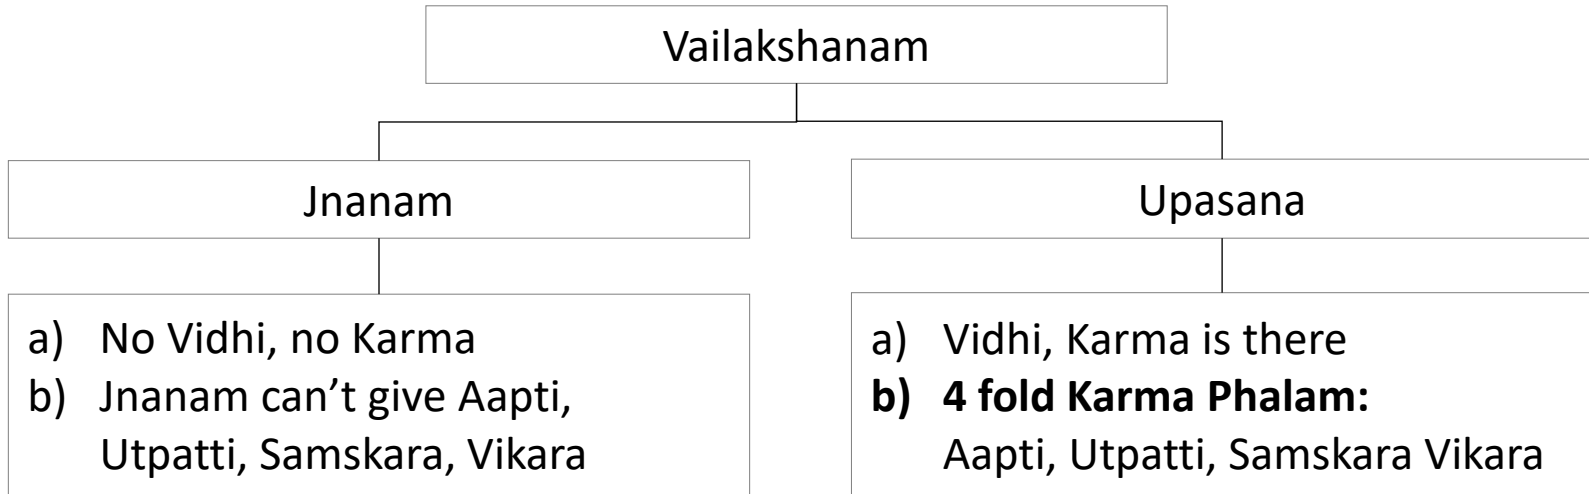 Vailakshanam
Jnanam
Upasana
a) No Vidhi, no Karma
b) Jnanam can’t give Aapti,
Utpatti, Samskara, Vikara
a) Vidhi, Karma is there
b) 4 fold Karma Phalam:
Aapti, Utpatti, Samskara Vikara